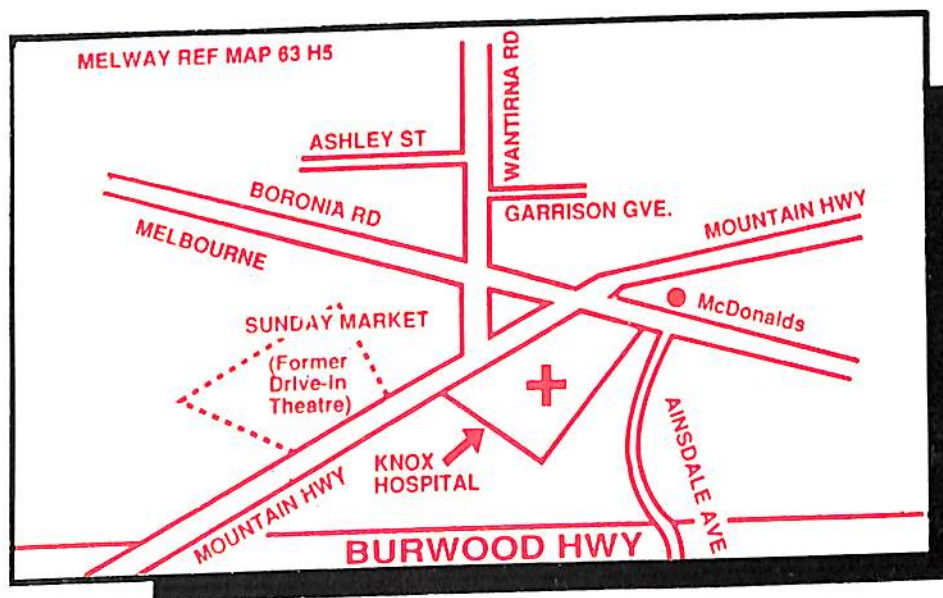 MELWAY REF MAP 63 H5
WANTIRNA RD
ASHLEY ST
BORONIA RD
GARRISON GVE.
MOUNTAIN HWY
MELBOURNE
McDonalds
SUNDAY MARKET
(Former
Drive-In
Theatre)
KNOX
HOSPITAL
AINSDALE AVE
MOUNTAIN HWY
BURWOOD HWY